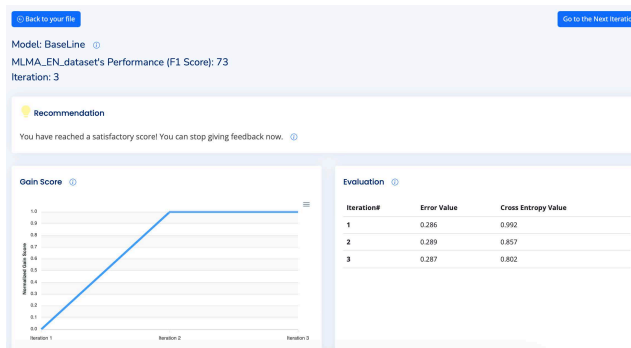 Back to your file
Go to the Next Iteratio
Model: BaseLine
MLMA_EN_dataset's Performance (F1 Score): 73
Iteration: 3
Recommendation
You have reached a satisfactory score! You can stop giving feedback now.
Gain Score
Normalized Gain Score
1.0
0.9
0.8
0.7
0.6
0.5
0.4
0.3
0.2
0.1
0.0
Iteration 1 Iteration 2 Iteration 3
Evaluation
Iteration# Error Value Cross Entropy Value
1 0.286 0.992
2 0.289 0.857
3 0.287 0.802